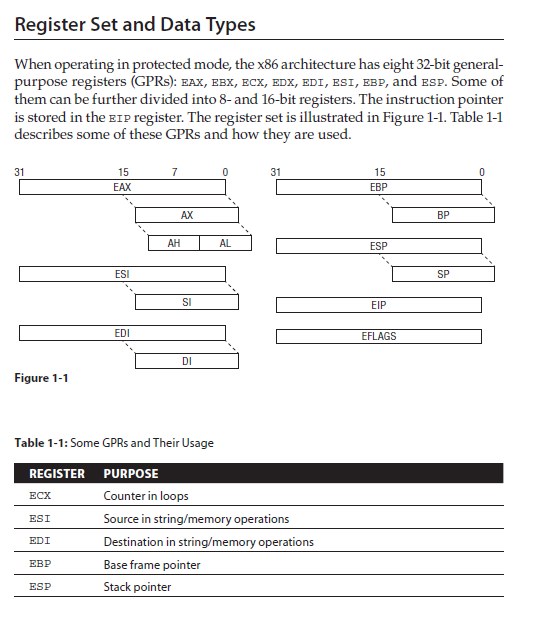 Register Set and Data Types
When operating in protected mode, the x86 architecture has eight 32-bit general-
purpose registers (GPRs): EAX, EBX, ECX, EDX, EDI, ESI, EBP, and ESP. Some of
them can be further divided into 8- and 16-bit registers. The instruction pointer
is stored in the EIP register. The register set is illustrated in Figure 1-1. Table 1-1
describes some of these GPRs and how they are used.
31 15 7 0 31 15 0
EAX EBP
AX BP
AH AL ESP
ESI SP
SI EIP
EDI EFLAGS
DI
Figure 1-1
Table 1-1: Some GPRs and Their Usage
REGISTER PURPOSE
ECX Counter in loops
ESI Source in string/memory operations
EDI Destination in string/memory operations
EBP Base frame pointer
ESP Stack pointer